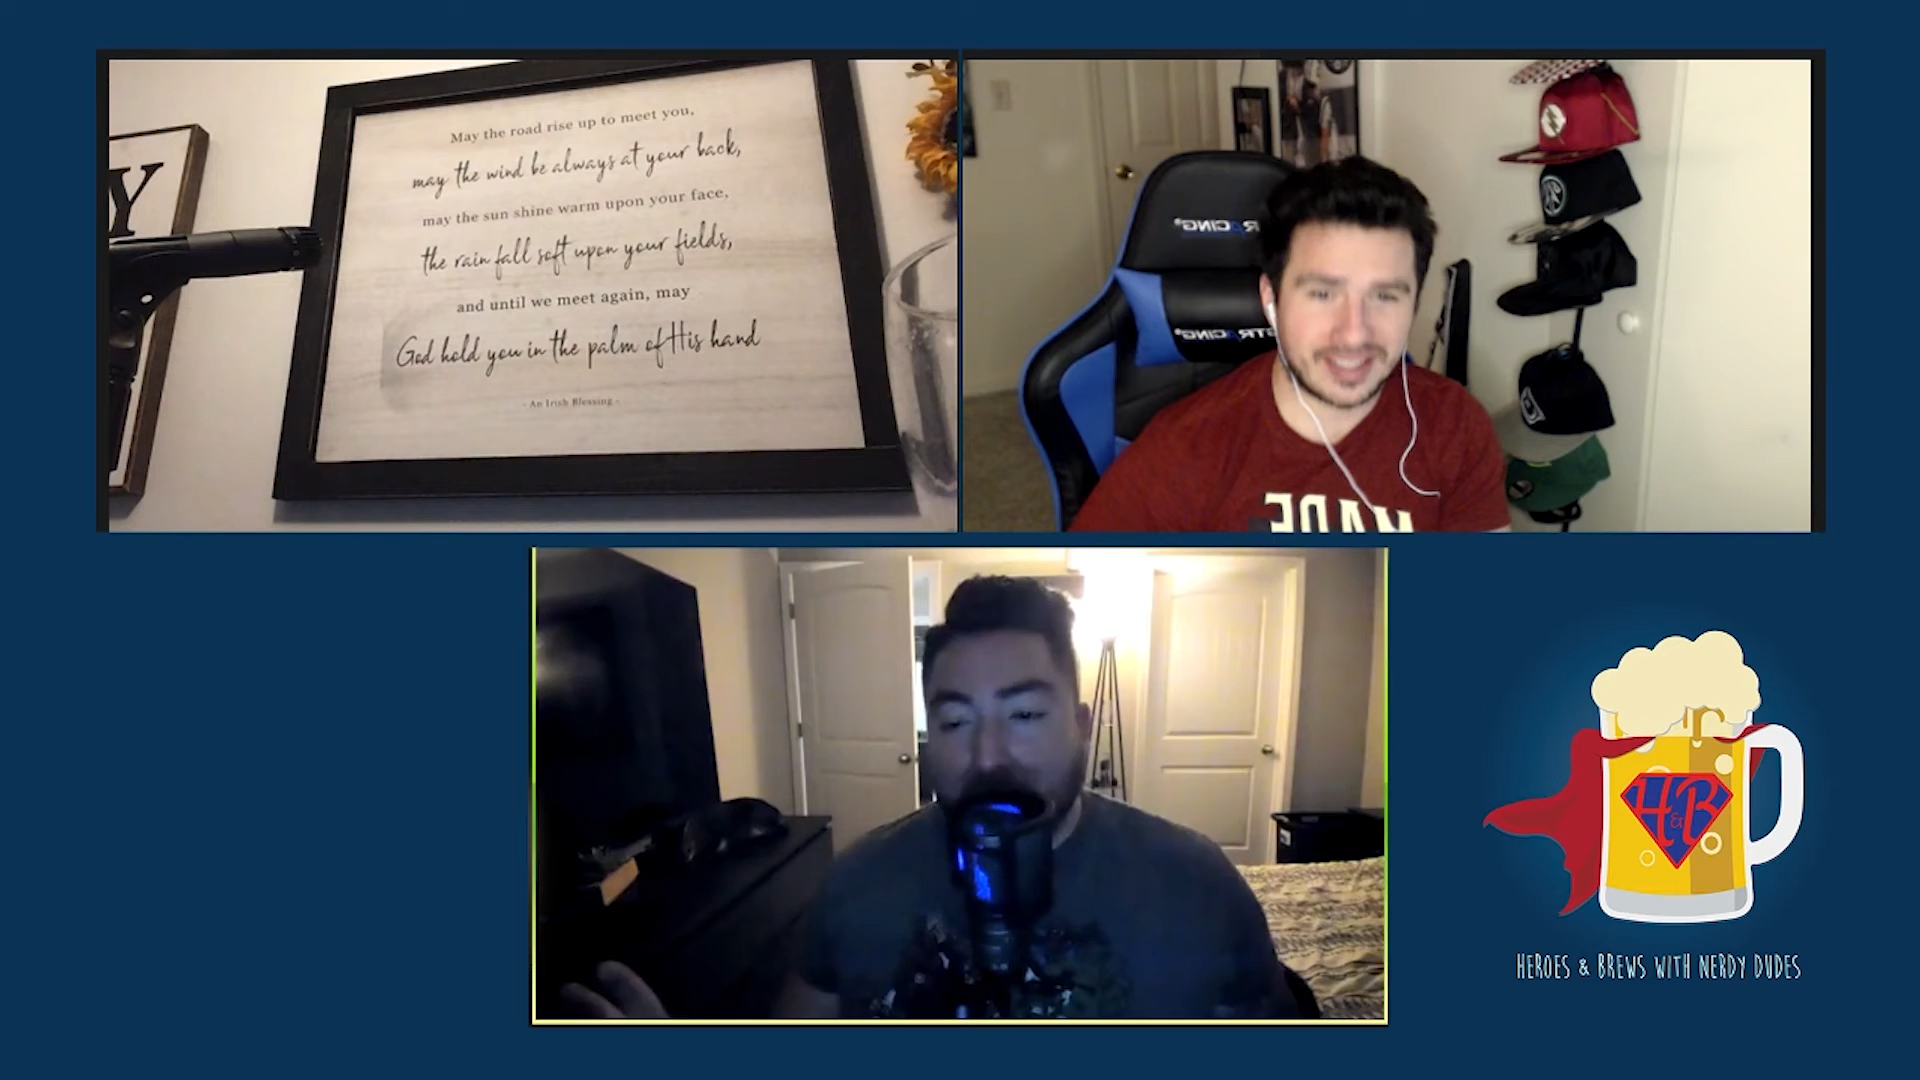 Y
May the road rise up to meet you,
may the wind be always at your back,
may the sun shine warm upon your face,
the rain fall soft upon your fields,
and until we meet again, may
God hold you in the palm of His hand
- An Irish Blessing -
GTRACING
MADE
H&B
HEROES & BREWS WITH NERDY DUDES